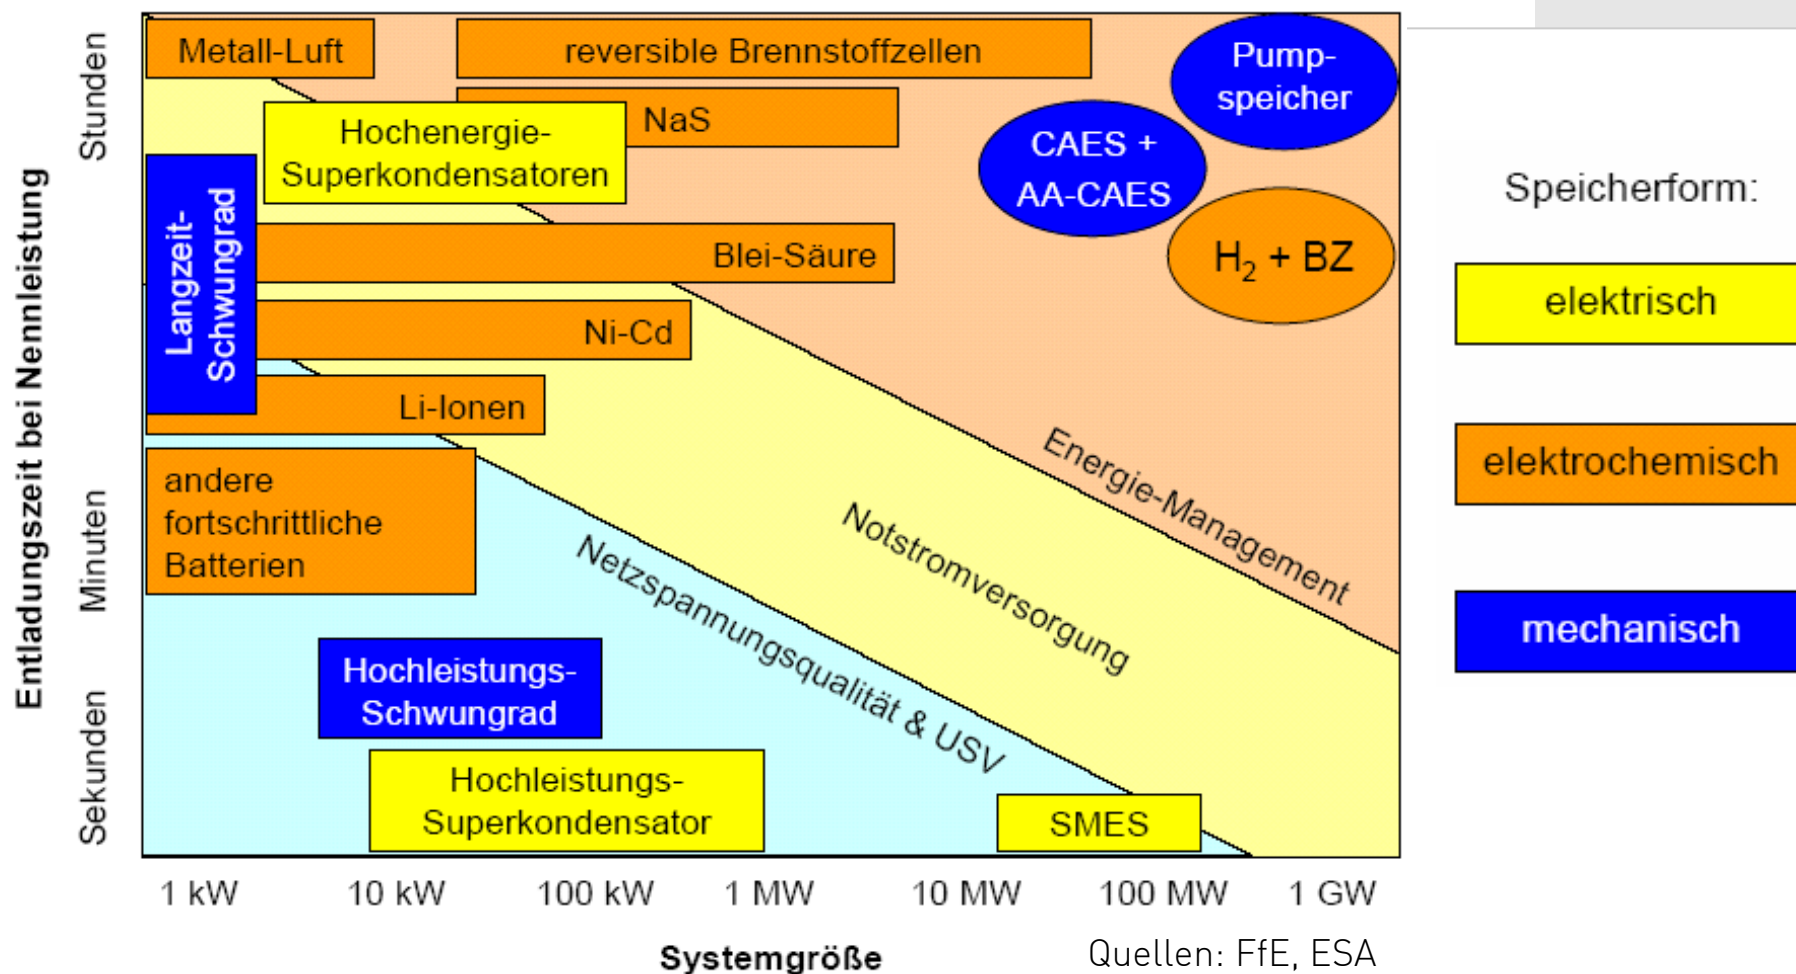 Entladungszeit bei Nennleistung
Stunden
Minuten
Sekunden
Metall-Luft
reversible Brennstoffzellen
Pump-
speicher
Hochenergie-
Superkondensatoren
NaS
CAES +
AA-CAES
Langzeit-
Schwungrad
Blei-Säure
H₂ + BZ
Ni-Cd
Li-Ionen
andere
fortschrittliche
Batterien
Energie-Management
Notstromversorgung
Netzspannungsqualität & USV
Hochleistungs-
Schwungrad
Hochleistungs-
Superkondensator
SMES
1 kW
10 kW
100 kW
1 MW
10 MW
100 MW
1 GW
Systemgröße
Quellen: FfE, ESA
Speicherform:
elektrisch
elektrochemisch
mechanisch